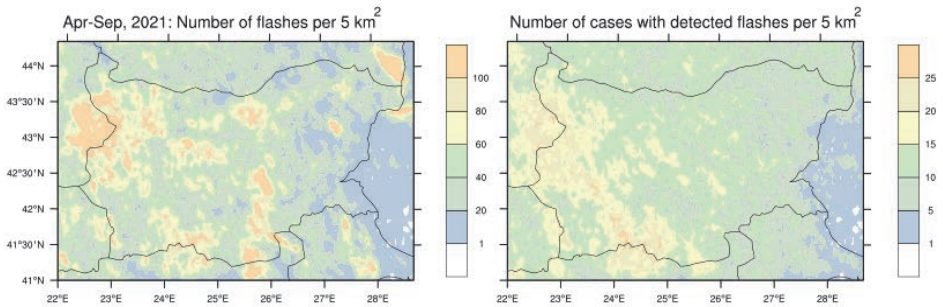 Apr-Sep, 2021: Number of flashes per 5 km²
44°N
43°30'N
43°N
42°30'N
42°N
41°30'N
41°N
22°E 23°E 24°E 25°E 26°E 27°E 28°E
100
80
60
40
20
1
Number of cases with detected flashes per 5 km²
22°E 23°E 24°E 25°E 26°E 27°E 28°E
25
20
15
10
5
1